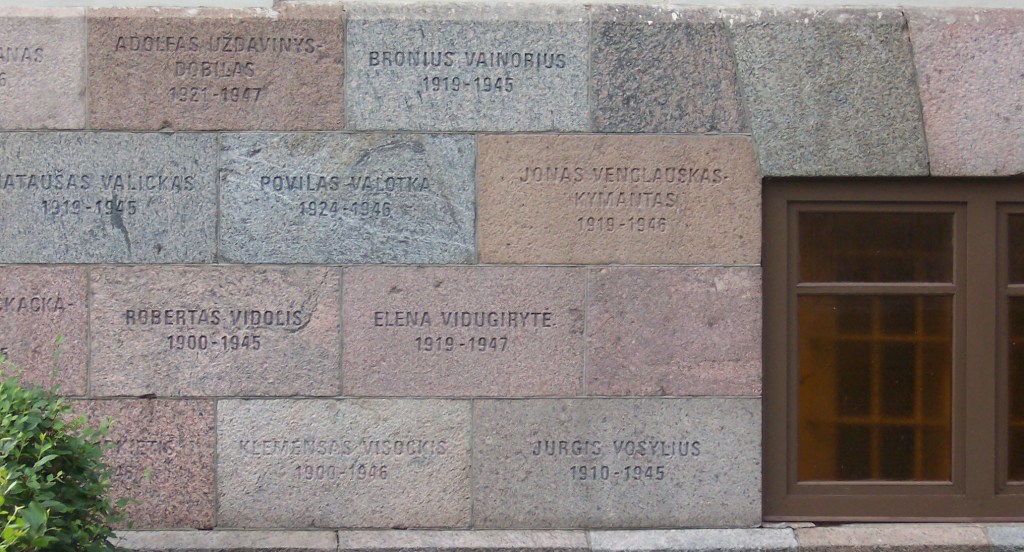 ADOLFAS UŽDAVINYS-
DOBILAS
1921-1947
BRONIUS VAINORIUS
1919-1945
VALICKAS
1919-1945
POVILAS VALOTKA
1924-1946
JONAS VENCLAUSKAS-
KYMANTAS
1919-1946
ROBERTAS VIDOLIS
1900-1945
ELENA VIDUGIRYTĖ
1919-1947
KLEMENSAS VISOCKIS
1900-1946
JURGIS VOSYLIUS
1910-1945